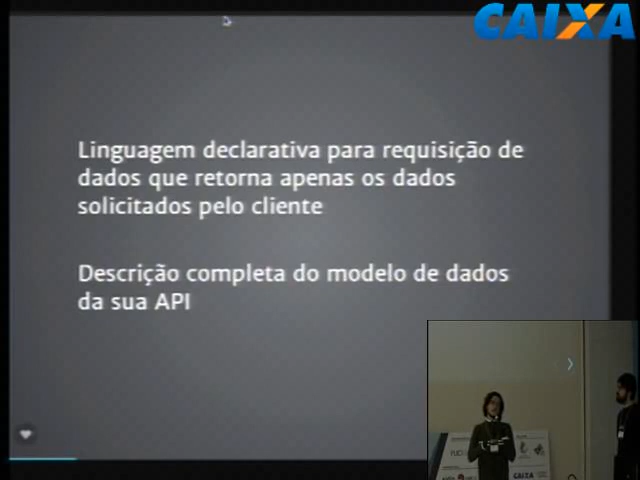 CAIXA
Linguagem declarativa para requisição de
dados que retorna apenas os dados
solicitados pelo cliente
Descrição completa do modelo de dados
da sua API
CAIXA